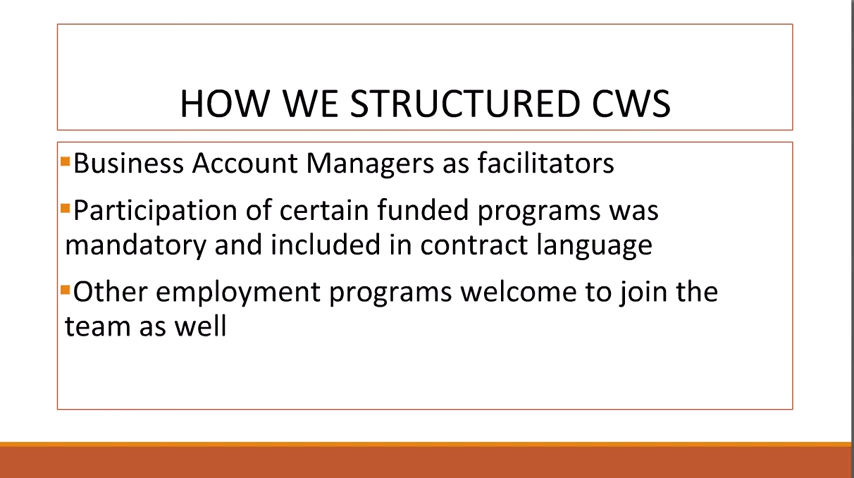 HOW WE STRUCTURED CWS
▪Business Account Managers as facilitators
▪Participation of certain funded programs was
mandatory and included in contract language
▪Other employment programs welcome to join the
team as well